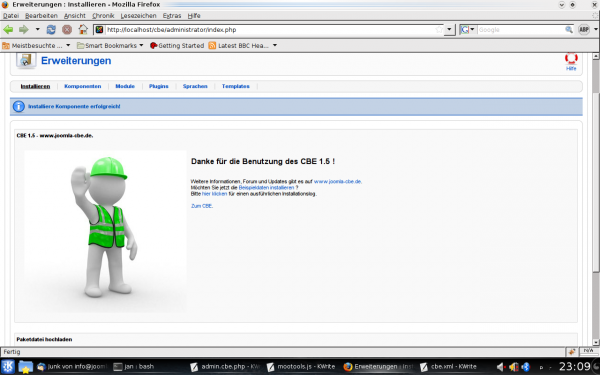 Erweiterungen : Installieren - Mozilla Firefox
Datei Bearbeiten Ansicht Chronik Lesezeichen Extras Hilfe
http://localhost/cbe/administrator/index.php
Google
ABP
Meistbesuchte ... Smart Bookmarks Getting Started Latest BBC Hea...
Erweiterungen
Hilfe
Installieren Komponenten Module Plugins Sprachen Templates
Installiere Komponente erfolgreich!
CBE 1.5 - www.joomla-cbe.de.
Danke für die Benutzung des CBE 1.5 !
Weitere Informationen, Forum und Updates gibt es auf www.joomla-cbe.de.
Möchten Sie jetzt die Beispieldaten installieren ?
Bitte hier klicken für einen ausführlichen Installationslog.
Zum CBE.
Paketdatei hochladen
Fertig
N/A
Junk von info@joom
jan : bash
admin.cbe.php - KWrit
mootools.js - KWrite
Erweiterungen : Inst
cbe.xml - KWrite
23:09